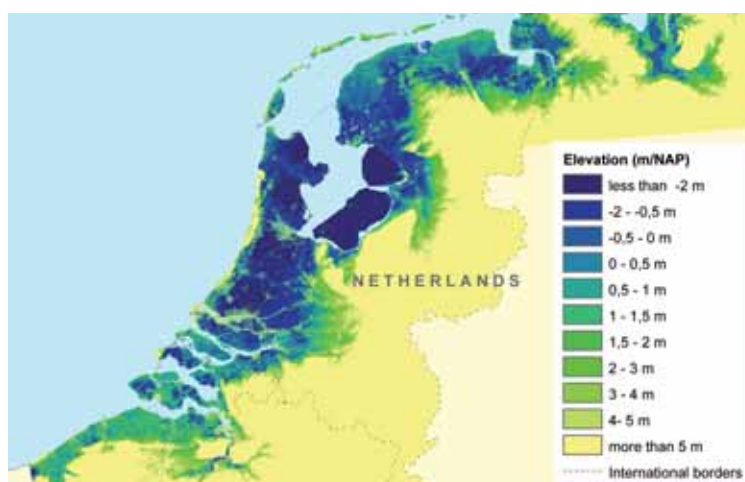 Elevation (m/NAP)
less than -2 m
-2 - -0,5 m
-0,5 - 0 m
0 - 0,5 m
NETHERLANDS
0,5 - 1 m
1 - 1,5 m
1,5 - 2 m
2 - 3 m
3 - 4 m
4- 5 m
more than 5 m
International borders